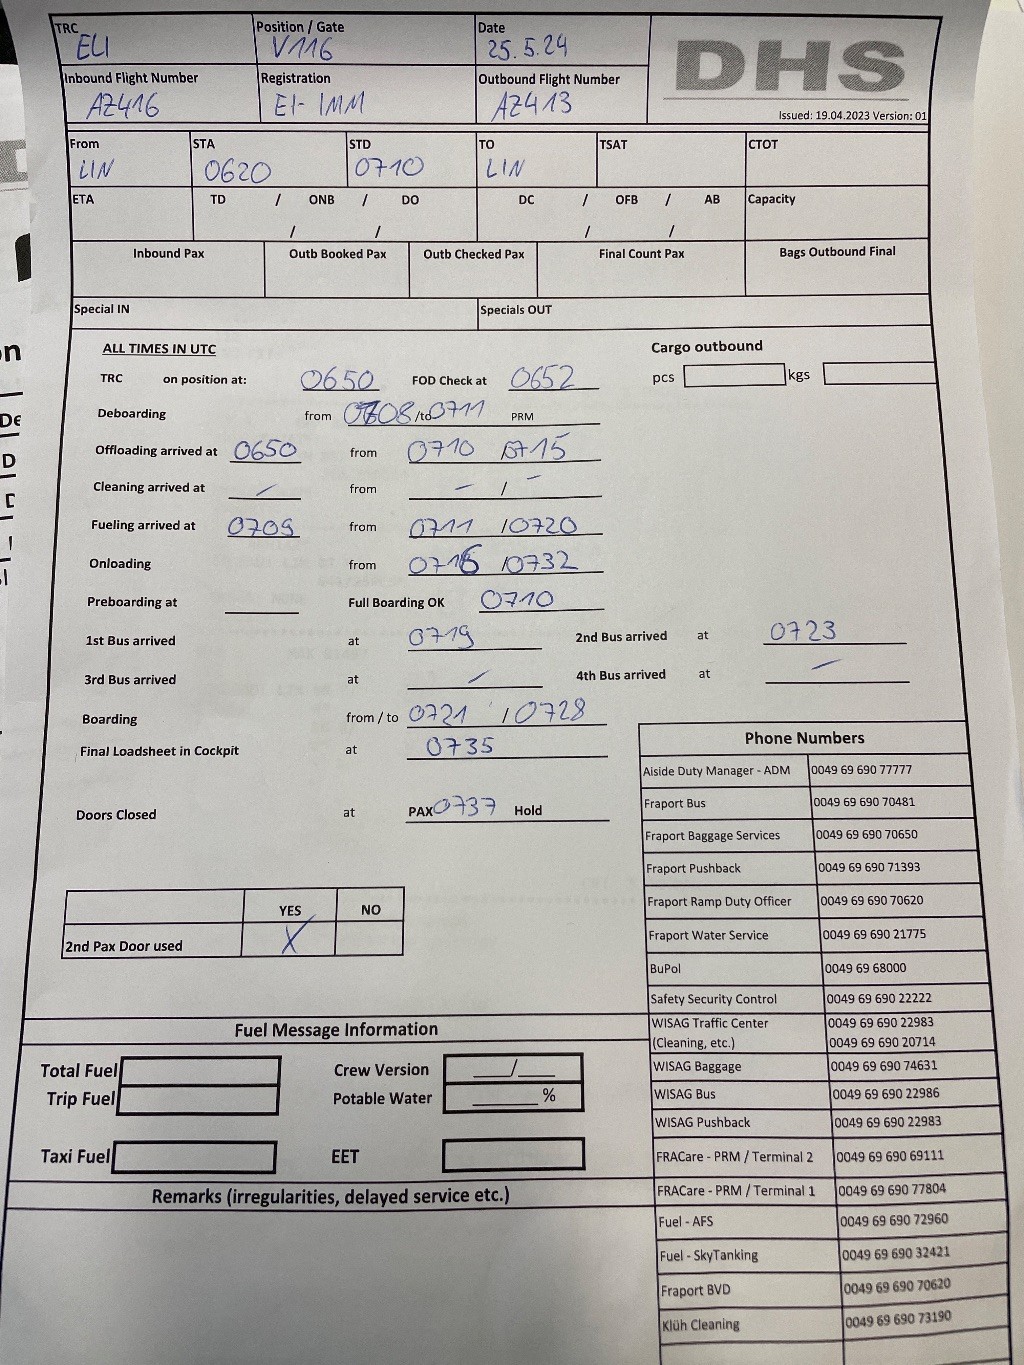 TRC Position / Gate Date
ELI V116 25.5.24
DHS
Inbound Flight Number Registration Outbound Flight Number
AZ416 EI-IMM AZ413
Issued: 19.04.2023 Version: 01
From STA STD TO TSAT CTOT
LIN 0620 0710 LIN
ETA TD / ONB / DO DC / OFB / AB Capacity
/ / / /
Inbound Pax Outb Booked Pax Outb Checked Pax Final Count Pax Bags Outbound Final
Special IN Specials OUT
ALL TIMES IN UTC Cargo outbound
TRC on position at: 0650 FOD Check at 0652 pcs kgs
Deboarding from 0708 /to 0711 PRM
Offloading arrived at 0650 from 0710 0715
Cleaning arrived at - from - / -
Fueling arrived at 0709 from 0711 /0720
Onloading from 0716 /0732
Preboarding at Full Boarding OK 0710
1st Bus arrived at 0719 2nd Bus arrived at 0723
3rd Bus arrived at - 4th Bus arrived at -
Boarding from / to 0721 /0728
Final Loadsheet in Cockpit at 0735
Doors Closed at PAX 0737 Hold
YES NO
2nd Pax Door used X
Phone Numbers
Aiside Duty Manager - ADM 0049 69 690 77777
Fraport Bus 0049 69 690 70481
Fraport Baggage Services 0049 69 690 70650
Fraport Pushback 0049 69 690 71393
Fraport Ramp Duty Officer 0049 69 690 70620
Fraport Water Service 0049 69 690 21775
BuPol 0049 69 68000
Safety Security Control 0049 69 690 22222
WISAG Traffic Center 0049 69 690 22983
(Cleaning, etc.) 0049 69 690 20714
WISAG Baggage 0049 69 690 74631
WISAG Bus 0049 69 690 22986
WISAG Pushback 0049 69 690 22983
FRACare - PRM / Terminal 2 0049 69 690 69111
FRACare - PRM / Terminal 1 0049 69 690 77804
Fuel - AFS 0049 69 690 72960
Fuel - SkyTanking 0049 69 690 32421
Fraport BVD 0049 69 690 70620
Klüh Cleaning 0049 69 690 73190
Fuel Message Information
Total Fuel Crew Version ___/___
Trip Fuel Potable Water ______%
Taxi Fuel EET
Remarks (irregularities, delayed service etc.)